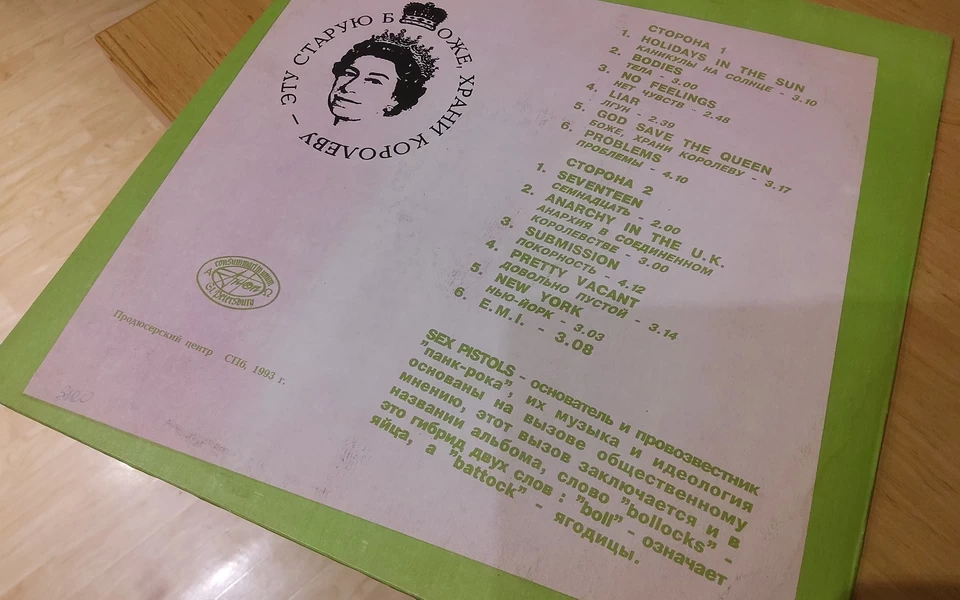 ЭТУ СТАРУЮ БОЖЕ ХРАНИ КОРОЛЕВУ –
СТОРОНА 1
1. HOLIDAYS IN THE SUN
КАНИКУЛЫ НА СОЛНЦЕ - 3.10
2. BODIES
ТЕЛА - 3.00
3. NO FEELINGS
НЕТ ЧУВСТВ - 2.48
4. LIAR
ЛГУН - 2.39
5. GOD SAVE THE QUEEN
БОЖЕ, ХРАНИ КОРОЛЕВУ - 3.17
6. PROBLEMS
ПРОБЛЕМЫ - 4.10
СТОРОНА 2
1. SEVENTEEN
СЕМНАДЦАТЬ - 2.00
2. ANARCHY IN THE U.K.
АНАРХИЯ В СОЕДИНЕННОМ
КОРОЛЕВСТВЕ - 3.00
3. SUBMISSION
ПОКОРНОСТЬ - 4.12
4. PRETTY VACANT
ДОВОЛЬНО ПУСТОЙ - 3.14
5. NEW YORK
НЬЮ-ЙОРК - 3.03
6. E.M.I. - 3.08
St.Petersburg
Продюсерский центр СПб, 1993 г.
SEX PISTOLS - основатель и провозвестник
"панк-рока", их музыка и идеология
основаны на вызове общественному
мнению, этот вызов заключается и в
названии альбома, слово "bollocks" -
это гибрид двух слов : "boll" - означает
яйца, а "battock" - ягодицы.